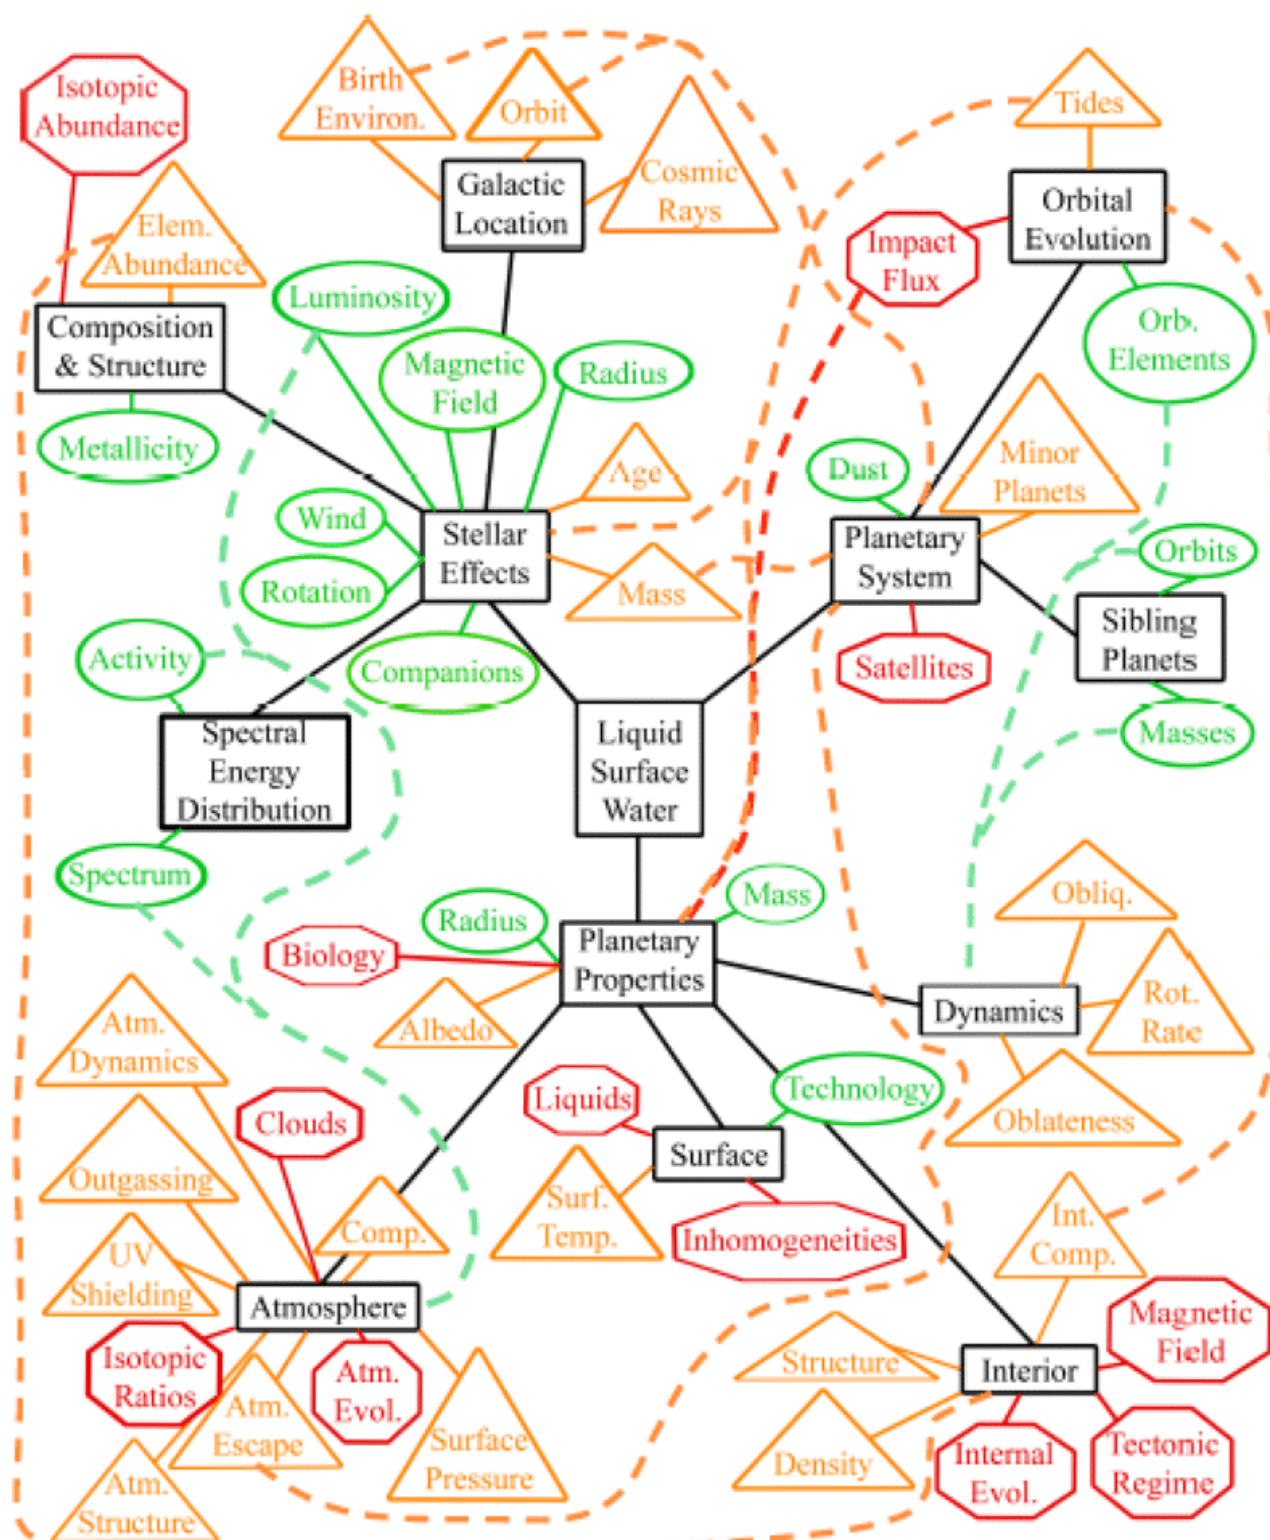 Isotopic
Abundance
Birth
Environ.
Orbit
Cosmic
Rays
Tides
Galactic
Location
Orbital
Evolution
Impact
Flux
Elem.
Abundance
Luminosity
Composition
& Structure
Magnetic
Field
Radius
Orb.
Elements
Metallicity
Age
Dust
Minor
Planets
Wind
Stellar
Effects
Planetary
System
Orbits
Rotation
Mass
Sibling
Planets
Activity
Companions
Satellites
Spectral
Energy
Distribution
Liquid
Surface
Water
Masses
Spectrum
Radius
Mass
Obliq.
Biology
Planetary
Properties
Albedo
Dynamics
Rot.
Rate
Atm.
Dynamics
Clouds
Liquids
Technology
Oblateness
Outgassing
Surface
Comp.
Surf.
Temp.
Inhomogeneities
Int.
Comp.
UV
Shielding
Atmosphere
Magnetic
Field
Isotopic
Ratios
Atm.
Evol.
Structure
Interior
Atm.
Escape
Surface
Pressure
Density
Internal
Evol.
Tectonic
Regime
Atm.
Structure